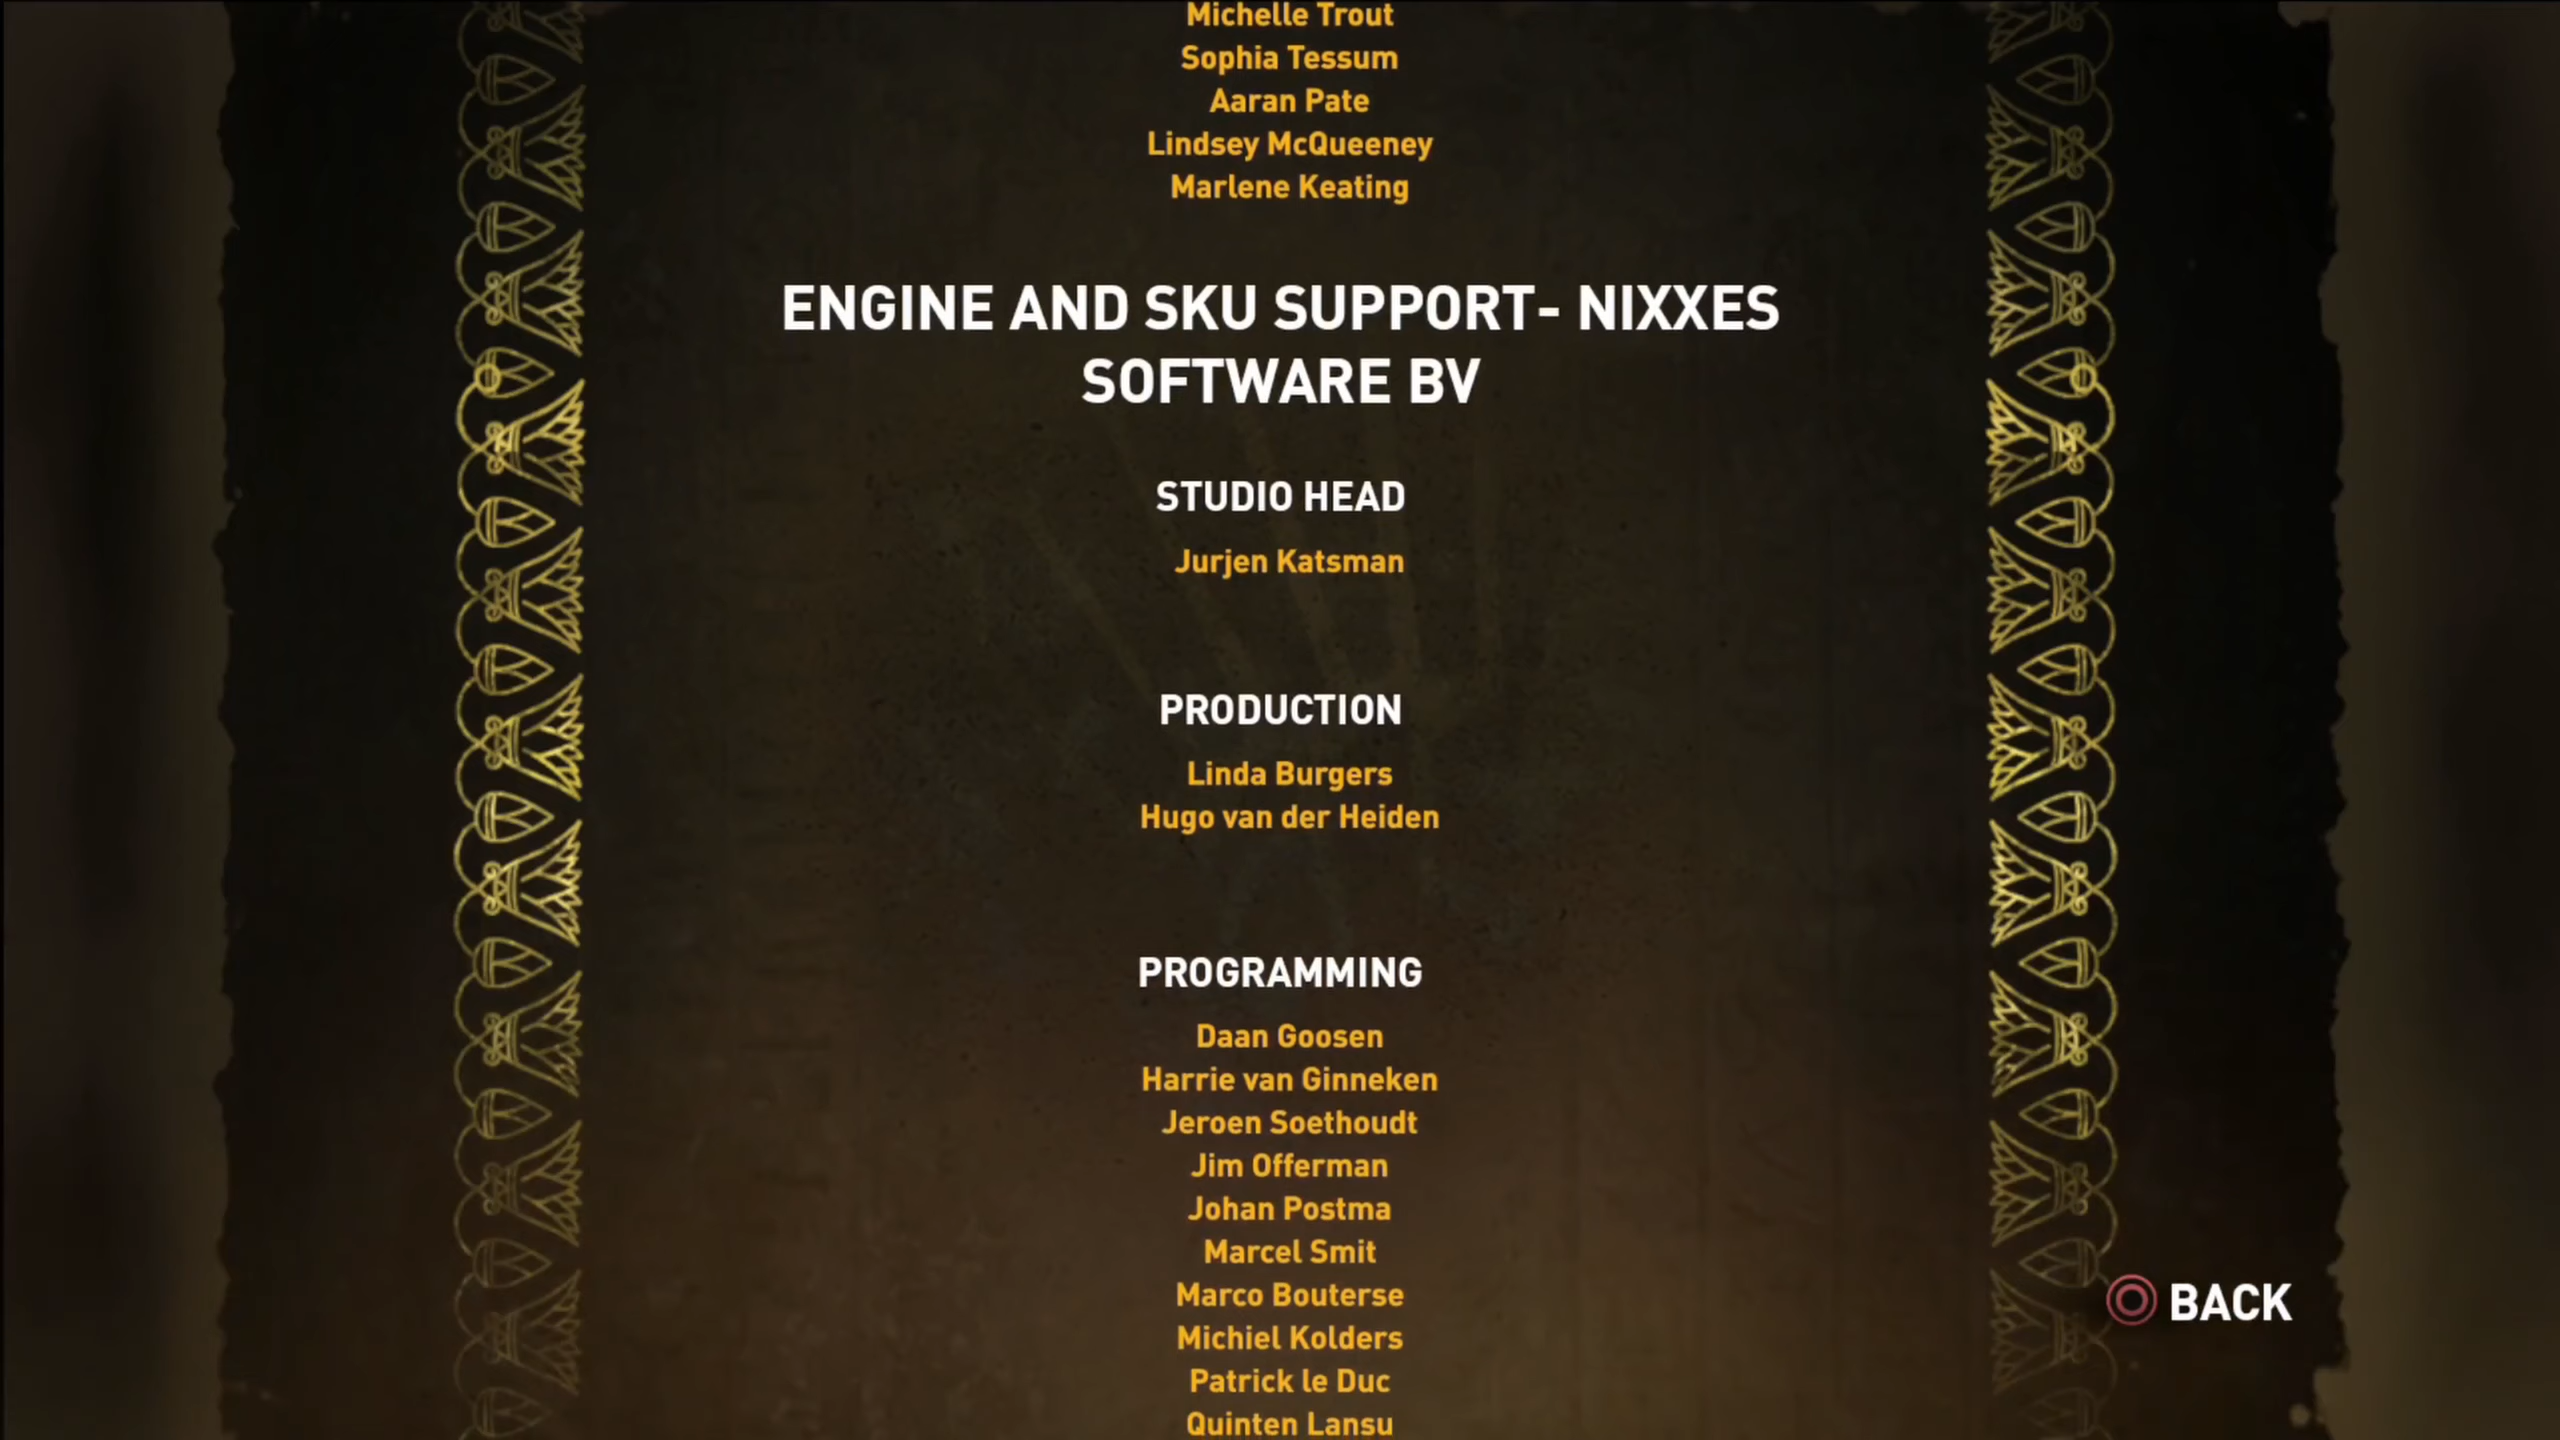 Michelle Trout
Sophia Tessum
Aaran Pate
Lindsey McQueeney
Marlene Keating
ENGINE AND SKU SUPPORT- NIXXES
SOFTWARE BV
STUDIO HEAD
Jurjen Katsman
PRODUCTION
Linda Burgers
Hugo van der Heiden
PROGRAMMING
Daan Goosen
Harrie van Ginneken
Jeroen Soethoudt
Jim Offerman
Johan Postma
Marcel Smit
Marco Bouterse
Michiel Kolders
Patrick le Duc
Quinten Lansu
BACK